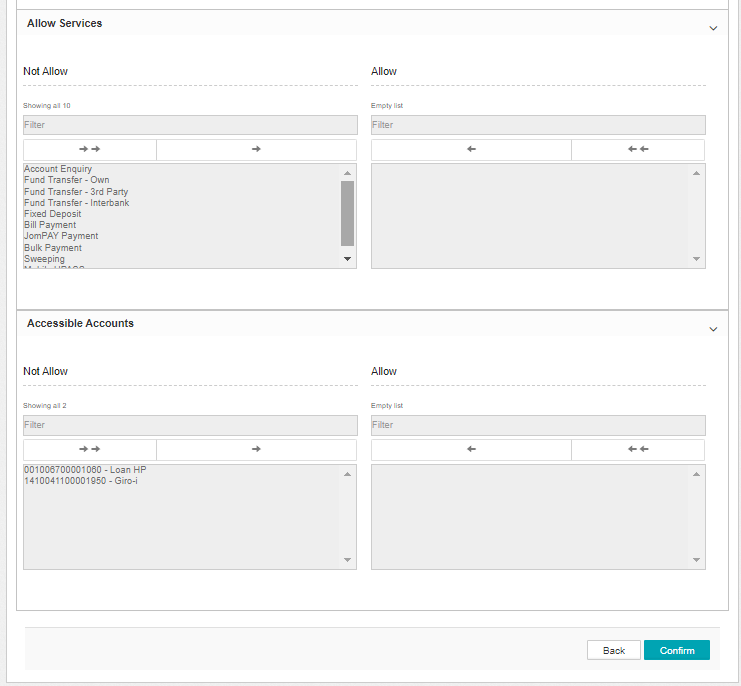 Allow Services
Not Allow
Allow
Showing all 10
Empty list
Filter
Filter
Account Enquiry
Fund Transfer - Own
Fund Transfer - 3rd Party
Fund Transfer - Interbank
Fixed Deposit
Bill Payment
JomPAY Payment
Bulk Payment
Sweeping
Accessible Accounts
Not Allow
Allow
Showing all 2
Empty list
Filter
Filter
001006700001060 - Loan HP
1410041100001950 - Giro-i
Back
Confirm